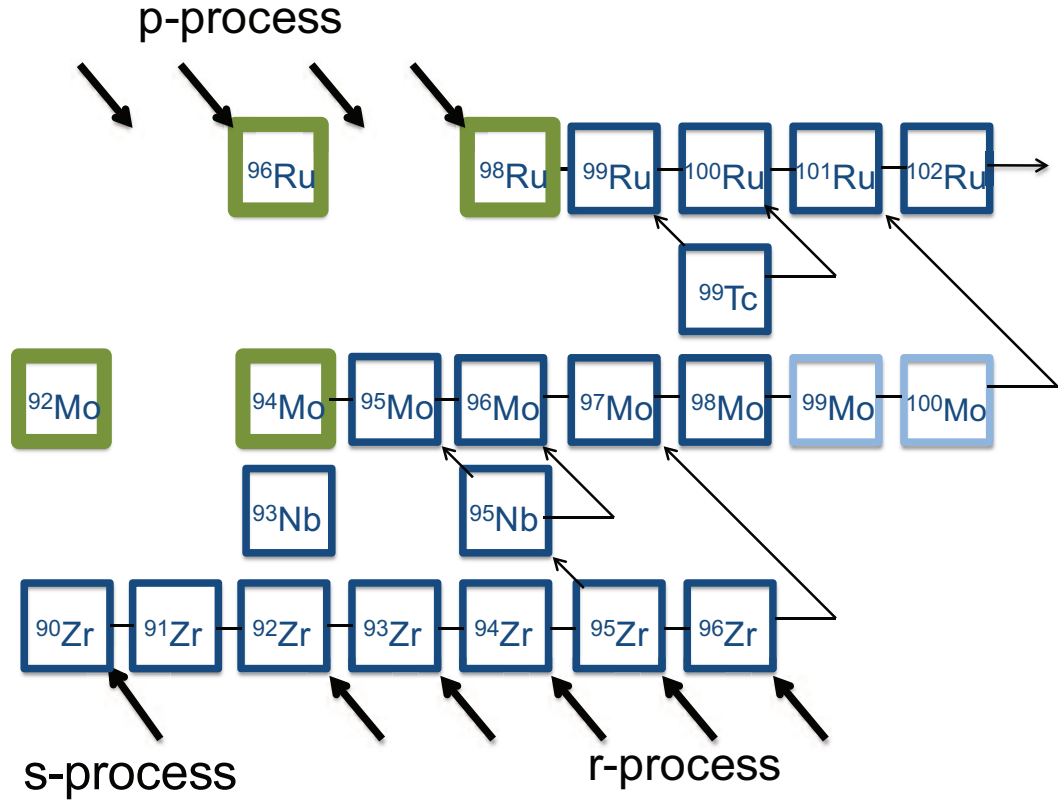 p-process
⁹⁶Ru ⁹⁸Ru ⁹⁹Ru ¹⁰⁰Ru ¹⁰¹Ru ¹⁰²Ru
⁹⁹Tc
⁹²Mo ⁹⁴Mo ⁹⁵Mo ⁹⁶Mo ⁹⁷Mo ⁹⁸Mo ⁹⁹Mo ¹⁰⁰Mo
⁹³Nb ⁹⁵Nb
⁹⁰Zr ⁹¹Zr ⁹²Zr ⁹³Zr ⁹⁴Zr ⁹⁵Zr ⁹⁶Zr
s-process r-process